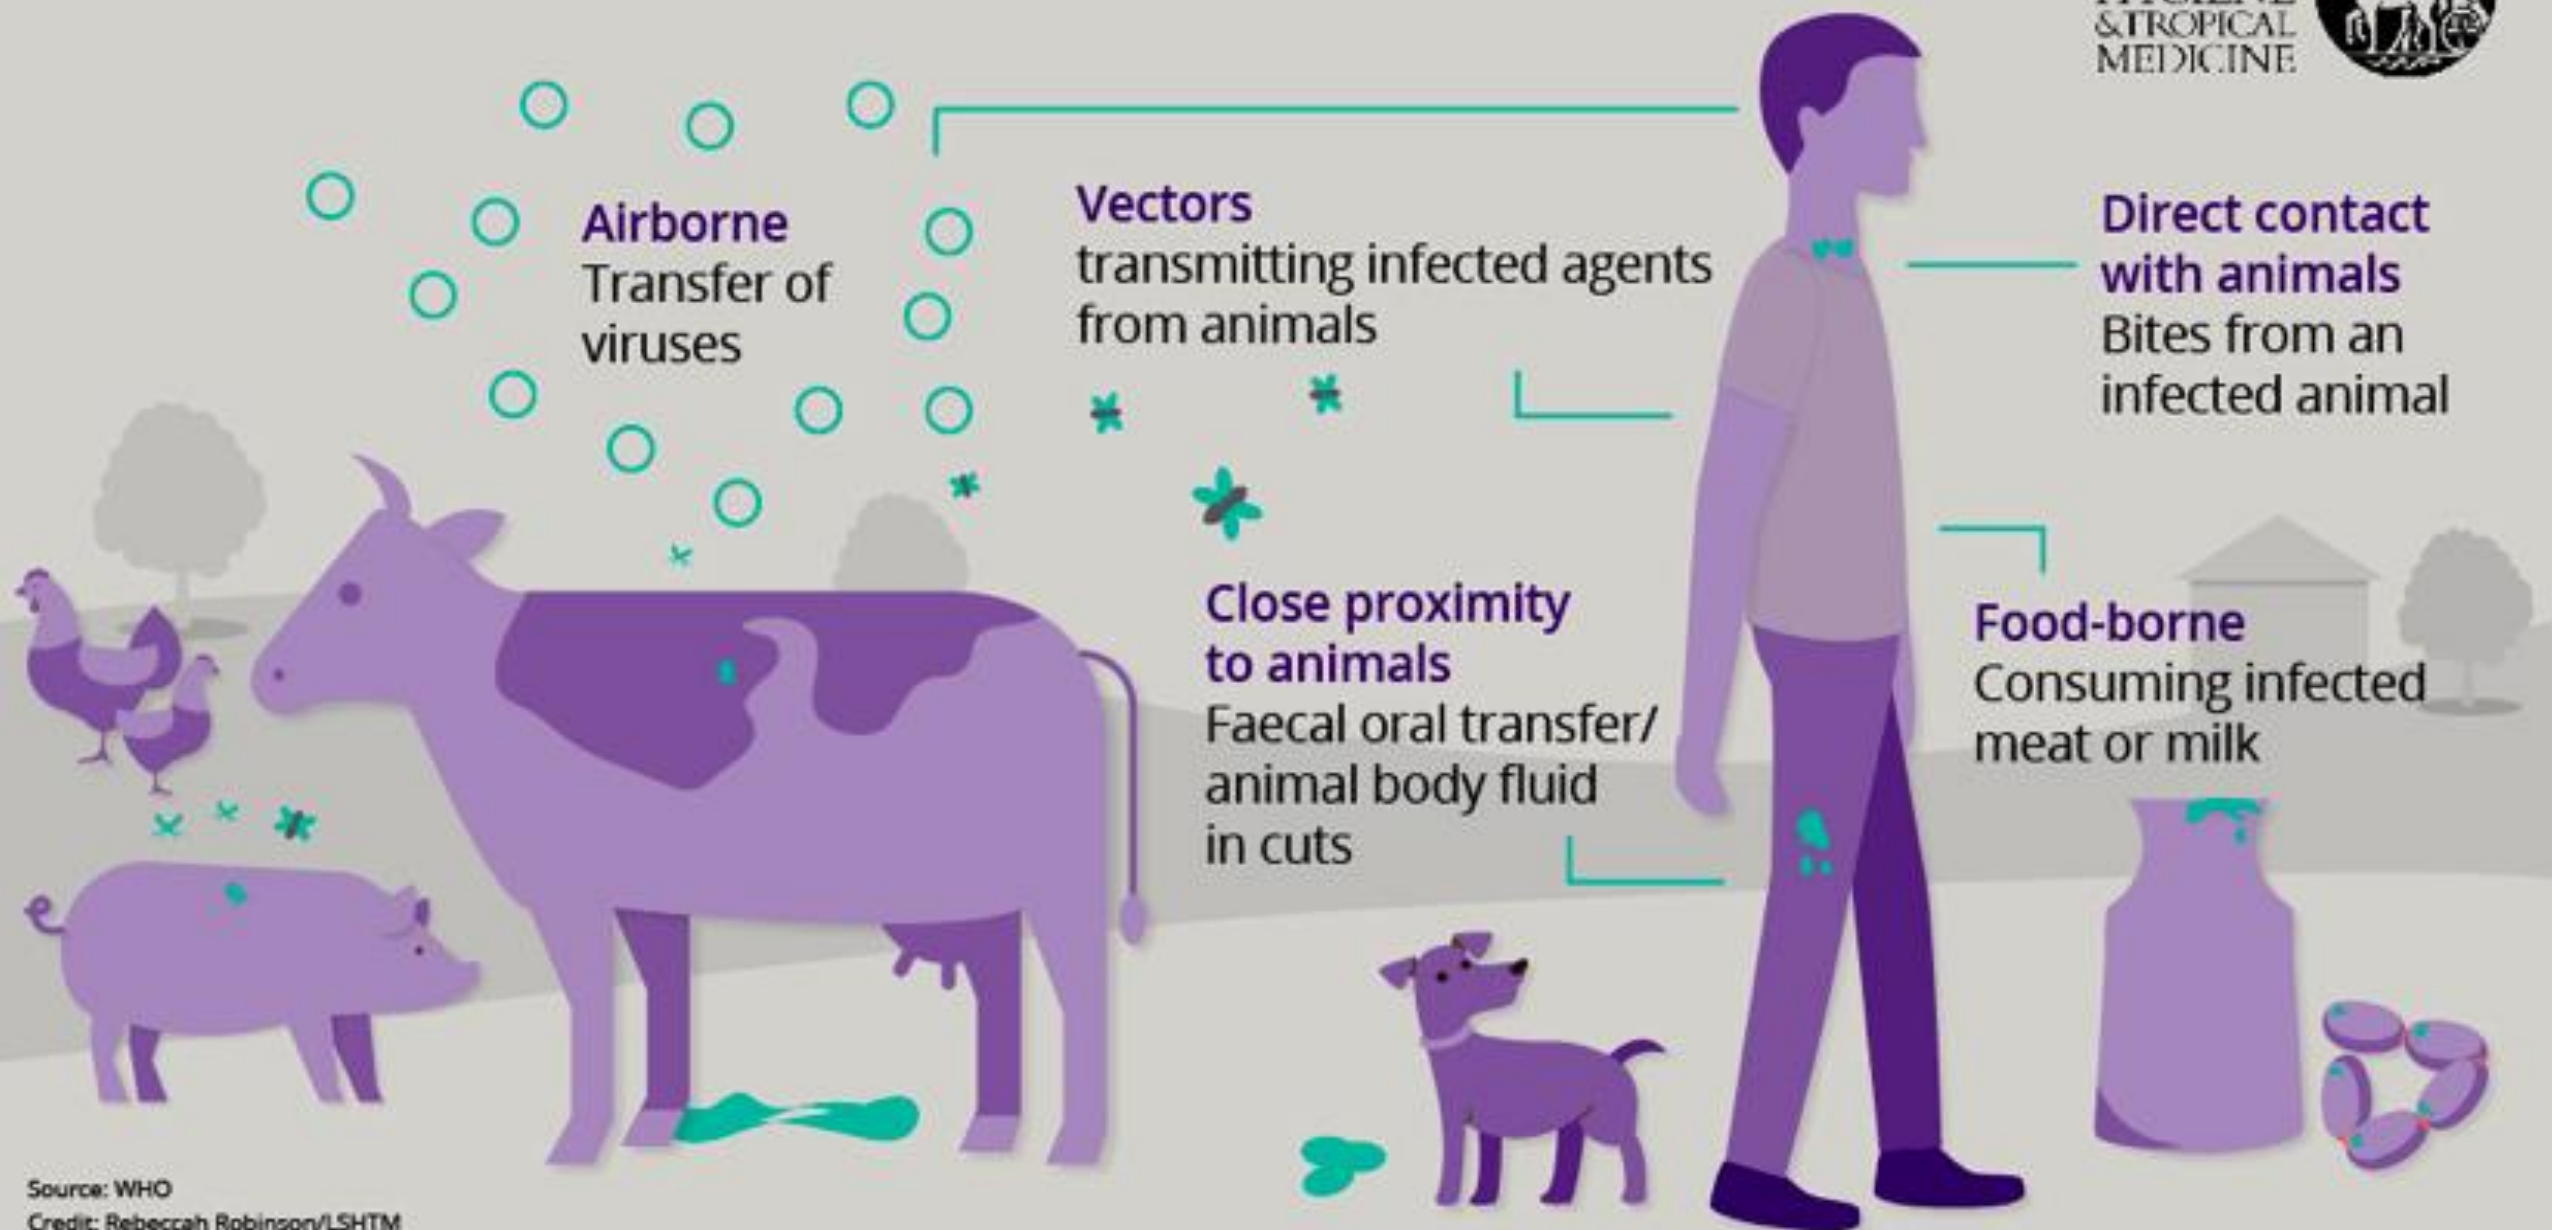 &TROPICAL
MEDICINE
Airborne
Transfer of
viruses
Vectors
transmitting infected agents
from animals
Direct contact
with animals
Bites from an
infected animal
Close proximity
to animals
Faecal oral transfer/
animal body fluid
in cuts
Food-borne
Consuming infected
meat or milk
Source: WHO
Credit: Rebeccah Robinson/LSHTM